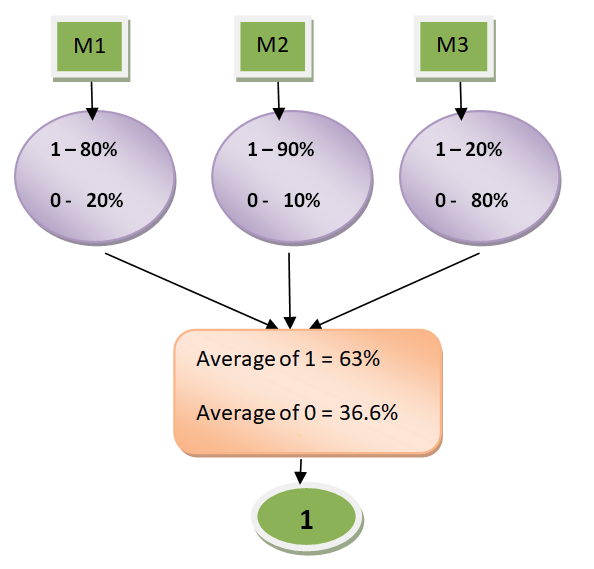 M1
M2
M3
1 – 80%
0 - 20%
1 – 90%
0 - 10%
1 – 20%
0 - 80%
Average of 1 = 63%
Average of 0 = 36.6%
1